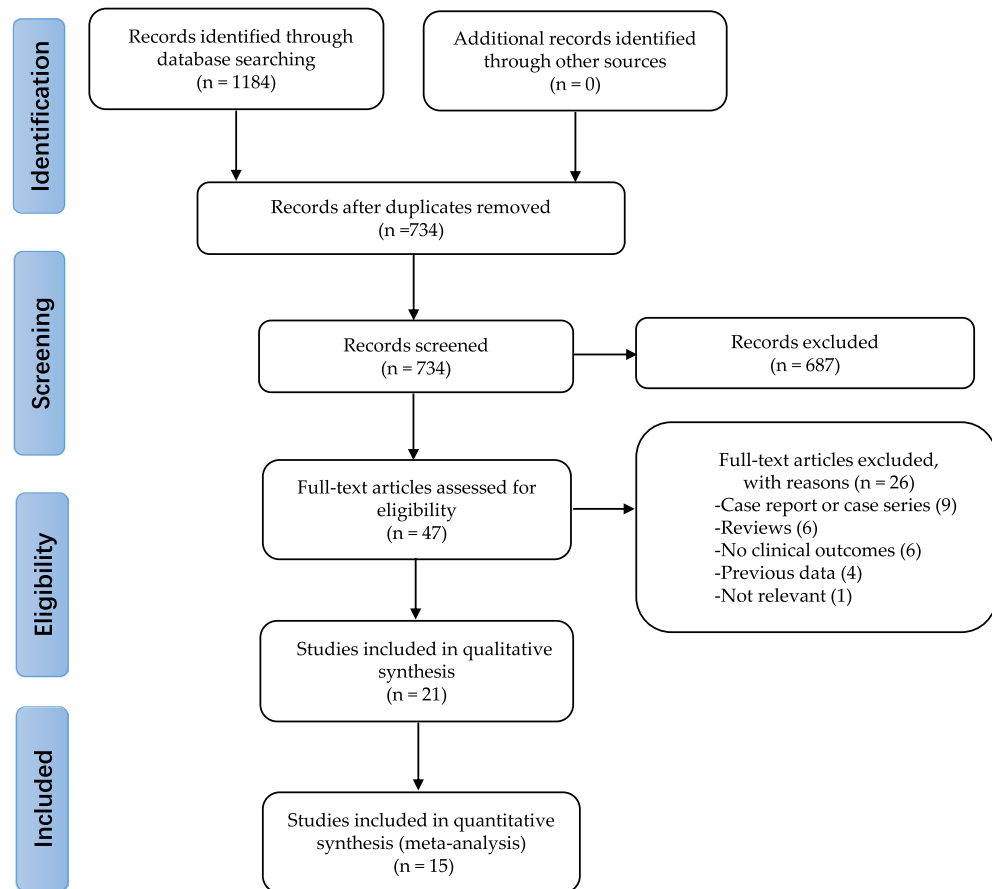 Identification
Records identified through
database searching
(n = 1184)
Additional records identified
through other sources
(n = 0)
Records after duplicates removed
(n =734)
Screening
Records screened
(n = 734)
Records excluded
(n = 687)
Eligibility
Full-text articles assessed for
eligibility
(n = 47)
Full-text articles excluded,
with reasons (n = 26)
-Case report or case series (9)
-Reviews (6)
-No clinical outcomes (6)
-Previous data (4)
-Not relevant (1)
Studies included in qualitative
synthesis
(n = 21)
Included
Studies included in quantitative
synthesis (meta-analysis)
n = 15)